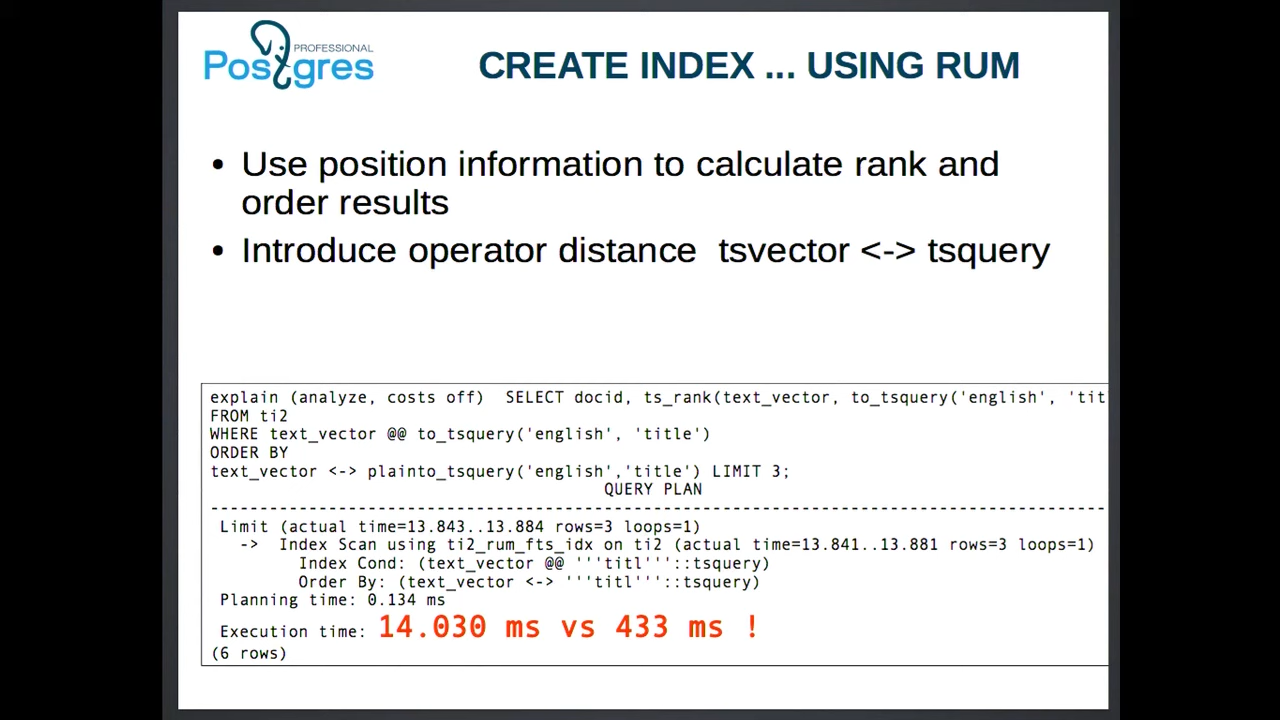 PROFESSIONAL
Postgres
CREATE INDEX ... USING RUM
• Use position information to calculate rank and
order results
• Introduce operator distance tsvector <-> tsquery
explain (analyze, costs off) SELECT docid, ts_rank(text_vector, to_tsquery('english', 'tit
FROM ti2
WHERE text_vector @@ to_tsquery('english', 'title')
ORDER BY
text_vector <-> plainto_tsquery('english','title') LIMIT 3;
QUERY PLAN
-------------------------------------------------------------------------------------------
Limit (actual time=13.843..13.884 rows=3 loops=1)
-> Index Scan using ti2_rum_fts_idx on ti2 (actual time=13.841..13.881 rows=3 loops=1)
Index Cond: (text_vector @@ '''titl'''::tsquery)
Order By: (text_vector <-> '''titl'''::tsquery)
Planning time: 0.134 ms
Execution time: 14.030 ms vs 433 ms !
(6 rows)